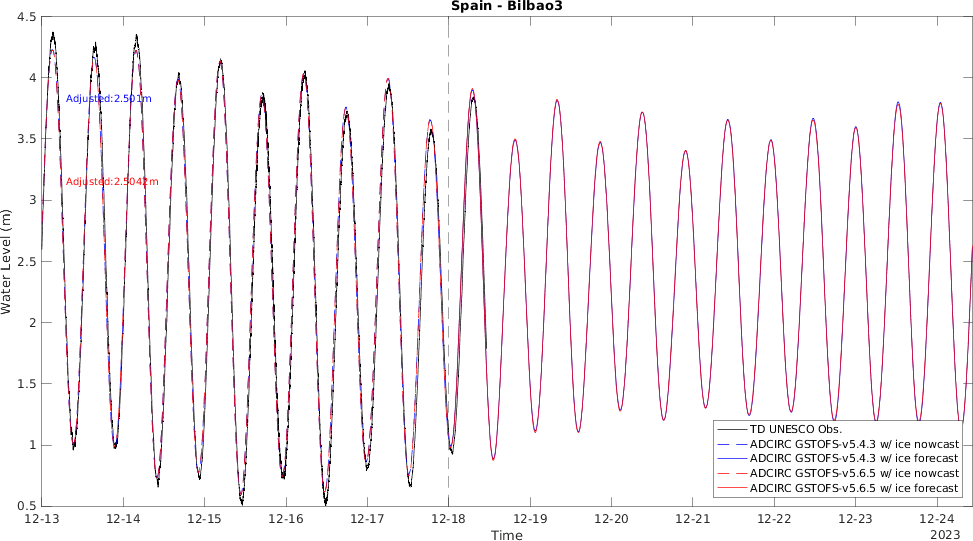 Spain - Bilbao3
4.5
4
3.5
3
2.5
2
1.5
1
0.5
Water Level (m)
Adjusted:2.501m
Adjusted:2.5042m
TD UNESCO Obs.
ADCIRC GSTOFS-v5.4.3 w/ ice nowcast
ADCIRC GSTOFS-v5.4.3 w/ ice forecast
ADCIRC GSTOFS-v5.6.5 w/ ice nowcast
ADCIRC GSTOFS-v5.6.5 w/ ice forecast
12-13 12-14 12-15 12-16 12-17 12-18 12-19 12-20 12-21 12-22 12-23 12-24
Time
2023